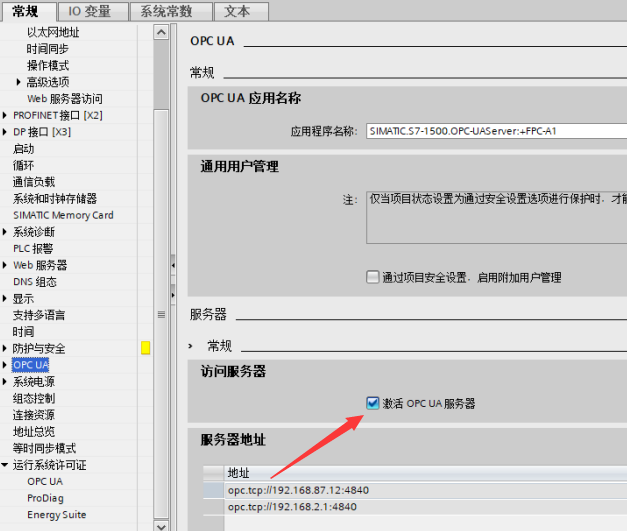 常规
IO 变量
系统常数
文本
以太网地址
时间同步
操作模式
高级选项
Web 服务器访问
PROFINET接口 [X2]
DP 接口 [X3]
启动
循环
通信负载
系统和时钟存储器
SIMATIC Memory Card
系统诊断
PLC 报警
Web 服务器
DNS 组态
显示
支持多语言
时间
防护与安全
OPC UA
系统电源
组态控制
连接资源
地址总览
等时同步模式
运行系统许可证
OPC UA
ProDiag
Energy Suite
OPC UA
常规
OPC UA 应用名称
应用程序名称:
SIMATIC.S7-1500.OPC-UAServer:+FPC-A1
通用用户管理
注:
仅当项目状态设置为通过安全设置选项进行保护时，才能
通过项目安全设置，启用附加用户管理
服务器
常规
访问服务器
激活 OPC UA 服务器
服务器地址
地址
opc.tcp://192.168.87.12:4840
opc.tcp://192.168.2.1:4840